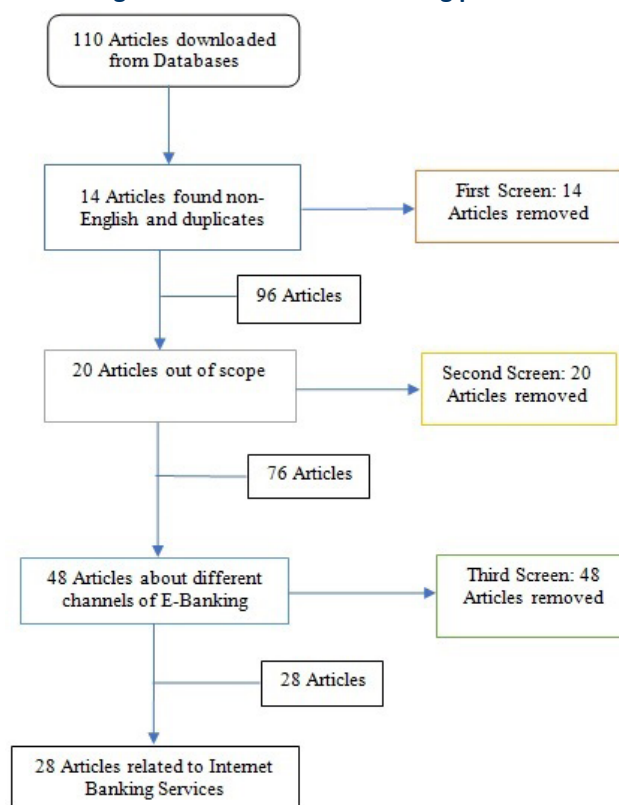 110 Articles downloaded
from Databases
14 Articles found non-
English and duplicates
First Screen: 14
Articles removed
96 Articles
20 Articles out of scope
Second Screen: 20
Articles removed
76 Articles
48 Articles about different
channels of E-Banking
Third Screen: 48
Articles removed
28 Articles
28 Articles related to Internet
Banking Services